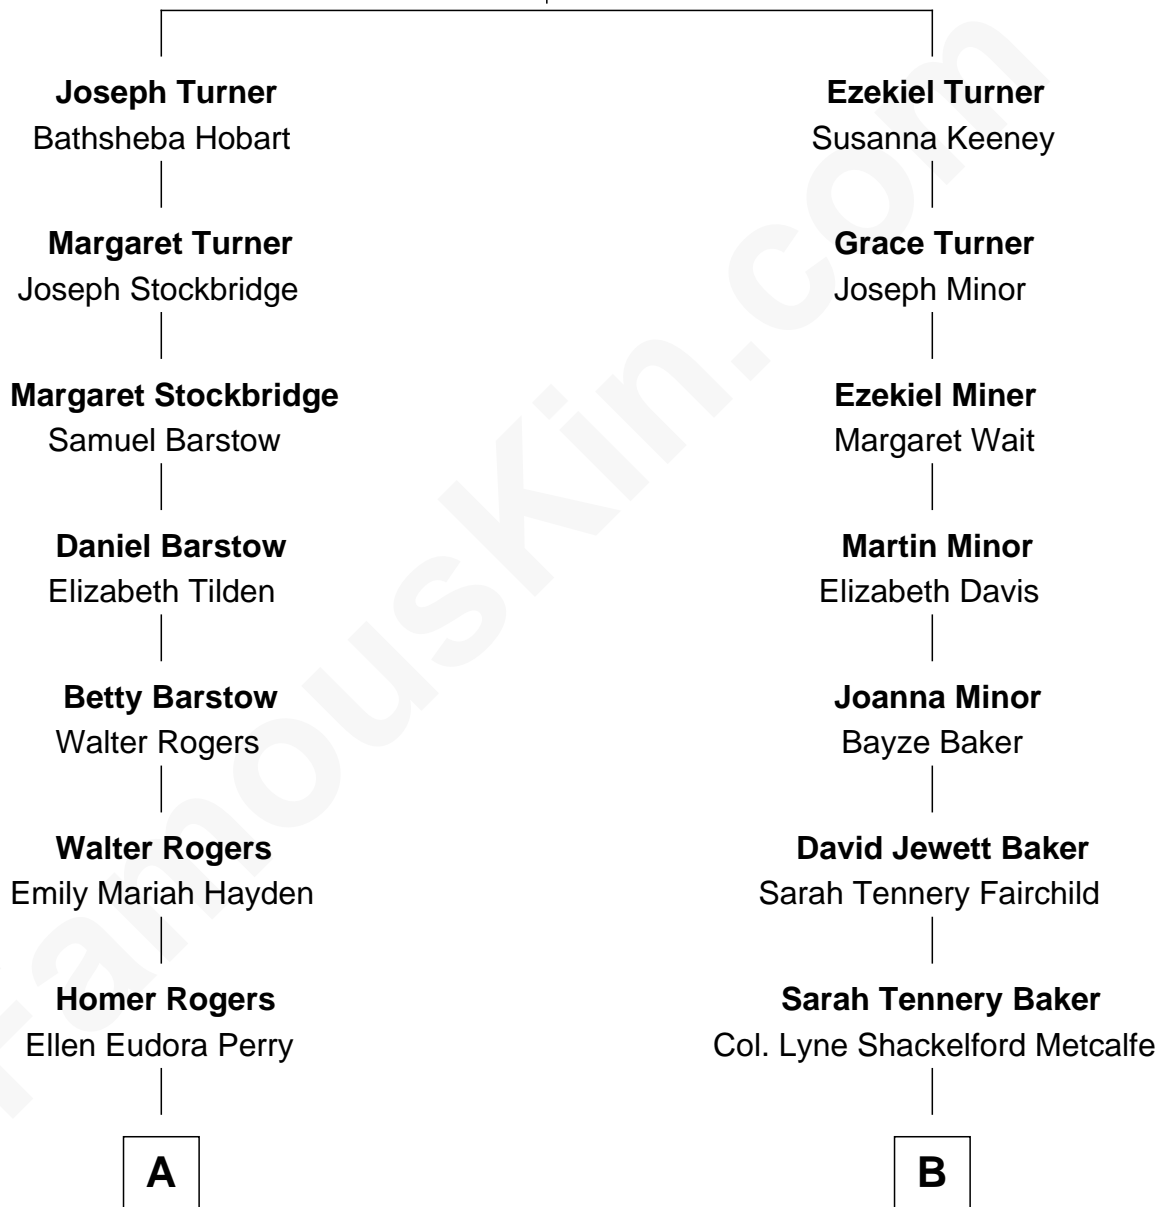 Joseph Turner
Bathsheba Hobart
Ezekiel Turner
Susanna Keeney
Margaret Turner
Joseph Stockbridge
Grace Turner
Joseph Minor
Margaret Stockbridge
Samuel Barstow
Ezekiel Miner
Margaret Wait
Daniel Barstow
Elizabeth Tilden
Martin Minor
Elizabeth Davis
Betty Barstow
Walter Rogers
Joanna Minor
Bayze Baker
Walter Rogers
Emily Mariah Hayden
David Jewett Baker
Sarah Tennery Fairchild
Homer Rogers
Ellen Eudora Perry
Sarah Tennery Baker
Col. Lyne Shackelford Metcalfe
A
B
FamousKin.com